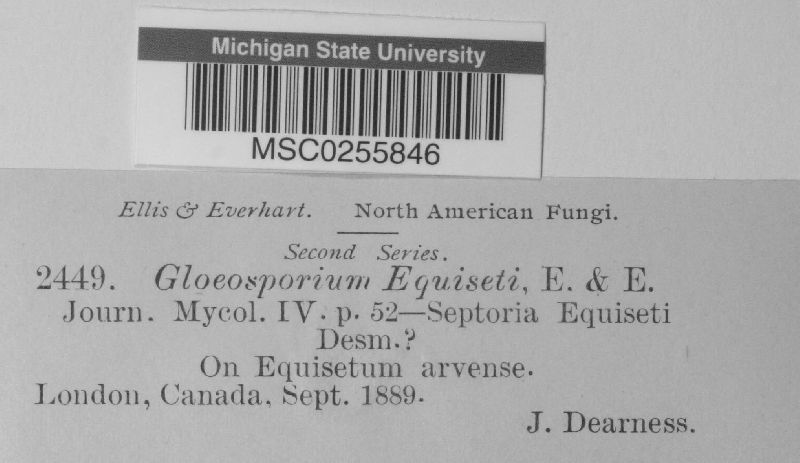 Michigan State University
MSC0255846
Ellis & Everhart. North American Fungi.
Second Series.
2449. Gloeosporium Equiseti, E. & E.
Journ. Mycol. IV. p. 52—Septoria Equiseti
Desm.?
On Equisetum arvense.
London, Canada, Sept. 1889.
J. Dearness.